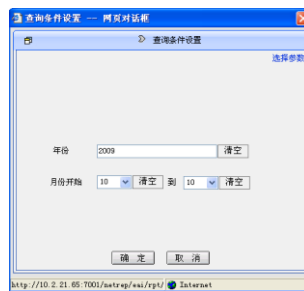 查询条件设置 -- 网页对话框
查询条件设置
选择参数
年份 2009 清空
月份开始 10 清空 到 10 清空
确 定 取 消
http://10.2.21.65:7001/netrep/esi/rpt/ Internet